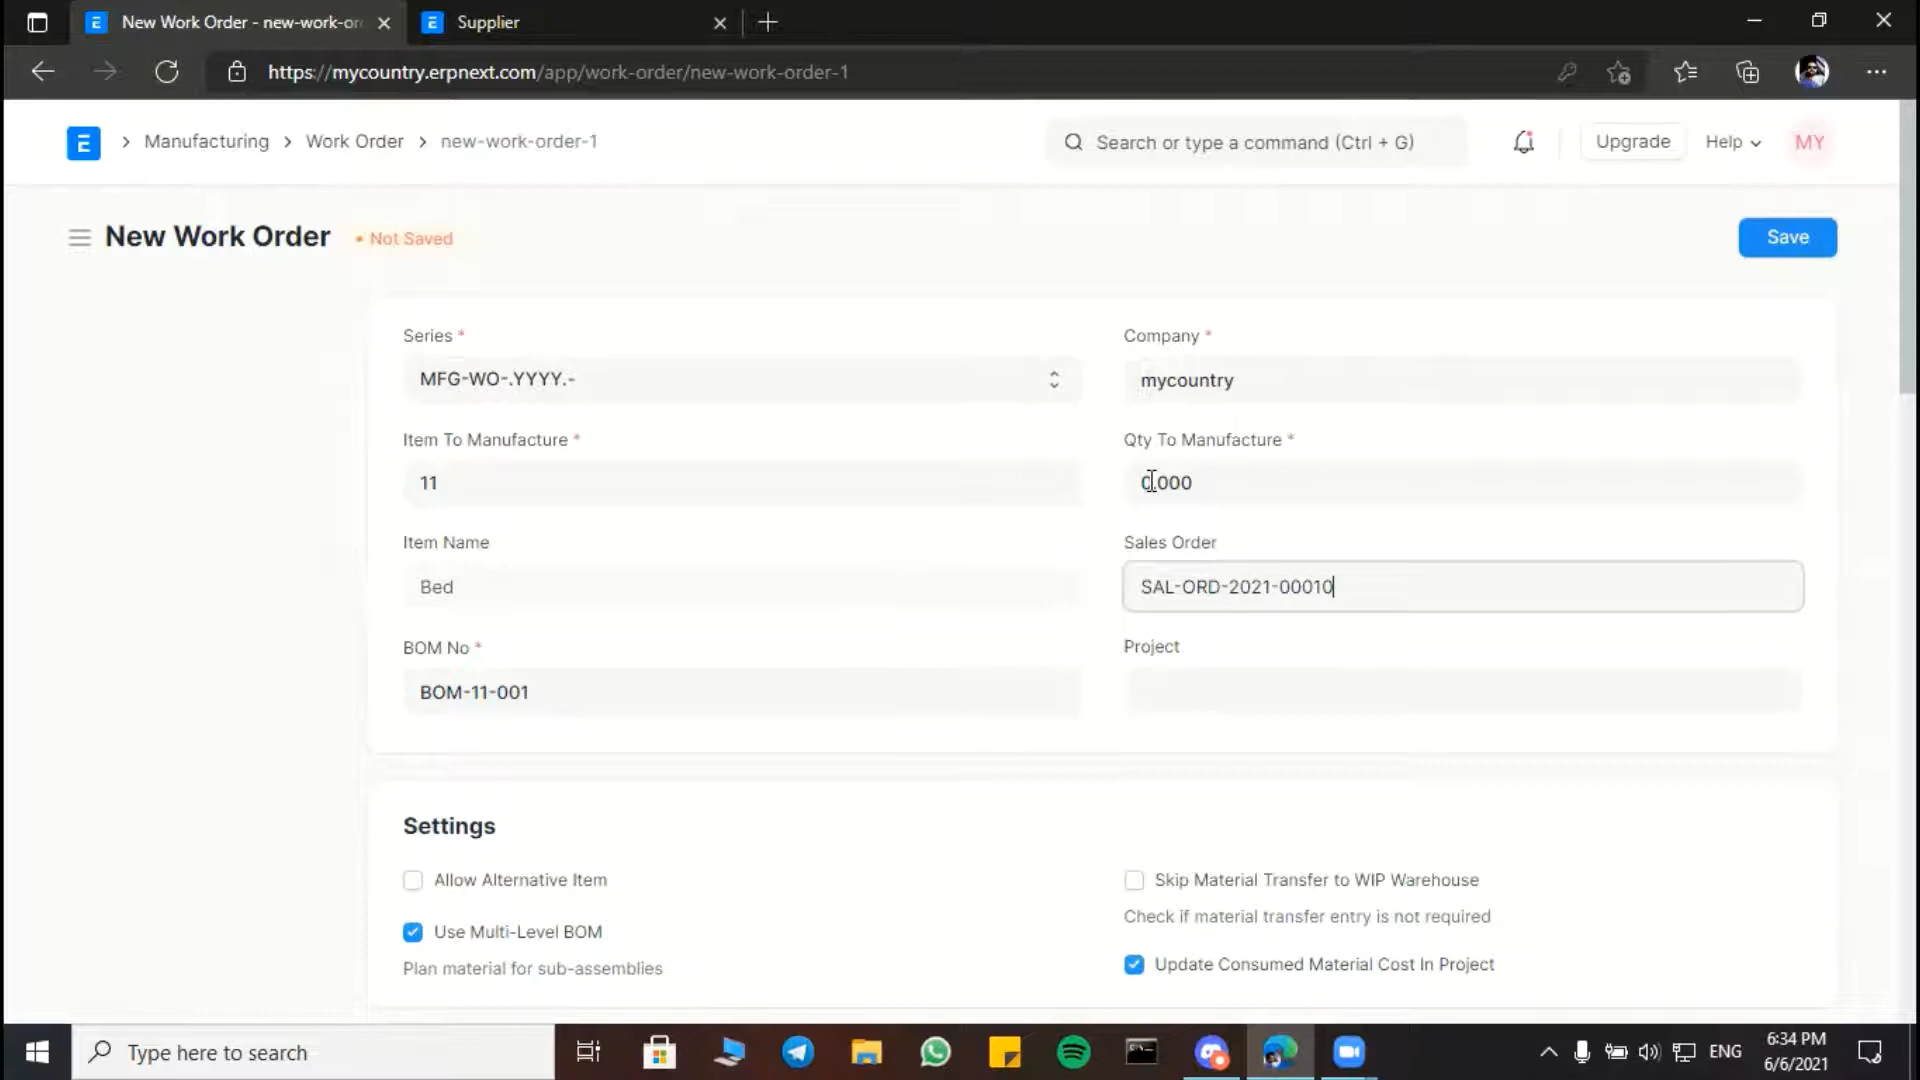 New Work Order - new-work-or
Supplier
https://mycountry.erpnext.com/app/work-order/new-work-order-1
E Manufacturing Work Order new-work-order-1
Search or type a command (Ctrl + G)
Upgrade
Help
MY
New Work Order
• Not Saved
Save
Series *
MFG-WO-.YYYY.-
Company *
mycountry
Item To Manufacture *
11
Qty To Manufacture *
0.000
Item Name
Bed
Sales Order
SAL-ORD-2021-00010
BOM No *
BOM-11-001
Project
Settings
Allow Alternative Item
Use Multi-Level BOM
Plan material for sub-assemblies
Skip Material Transfer to WIP Warehouse
Check if material transfer entry is not required
Update Consumed Material Cost In Project
Type here to search
ENG
6:34 PM
6/6/2021